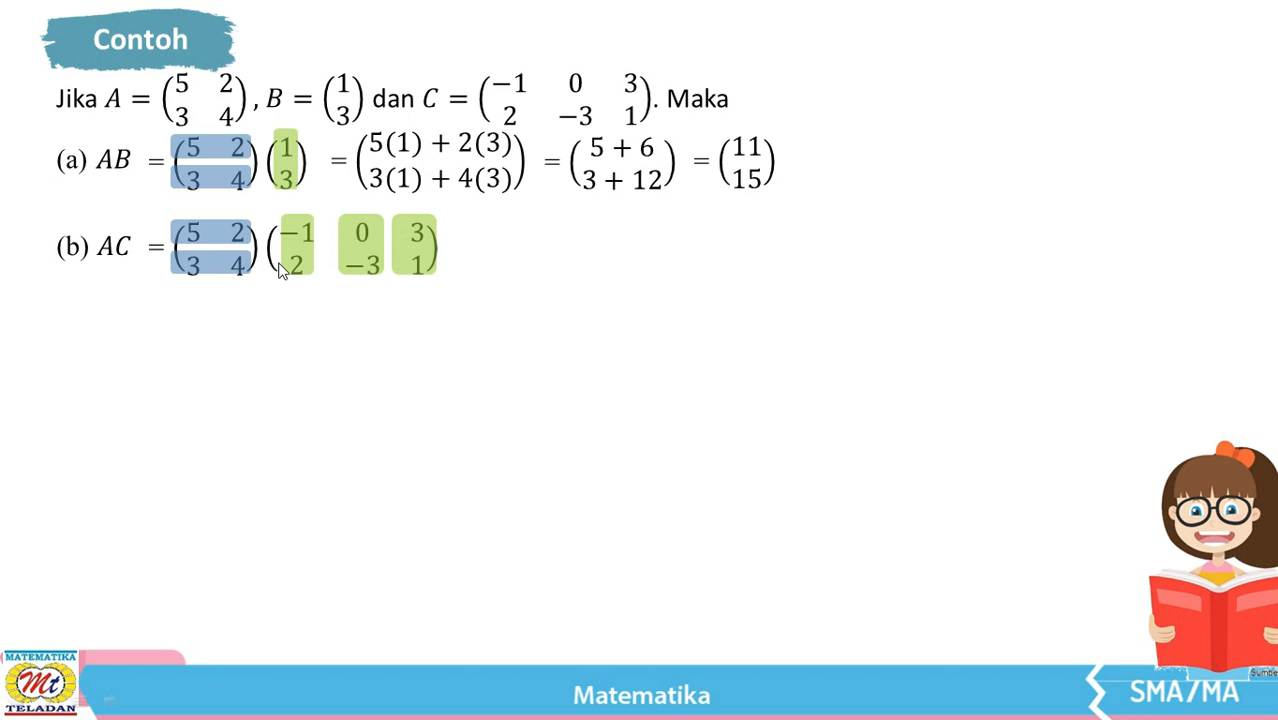 Contoh
Jika A = (5 2 / 3 4), B = (1 / 3) dan C = (−1 0 3 / 2 −3 1). Maka
(a) AB = (5 2 / 3 4) (1 / 3) = (5(1) + 2(3) / 3(1) + 4(3)) = (5 + 6 / 3 + 12) = (11 / 15)
(b) AC = (5 2 / 3 4) (−1 0 3 / 2 −3 1)
MATEMATIKA
Mt
TELADAN
Matematika
SMA/MA